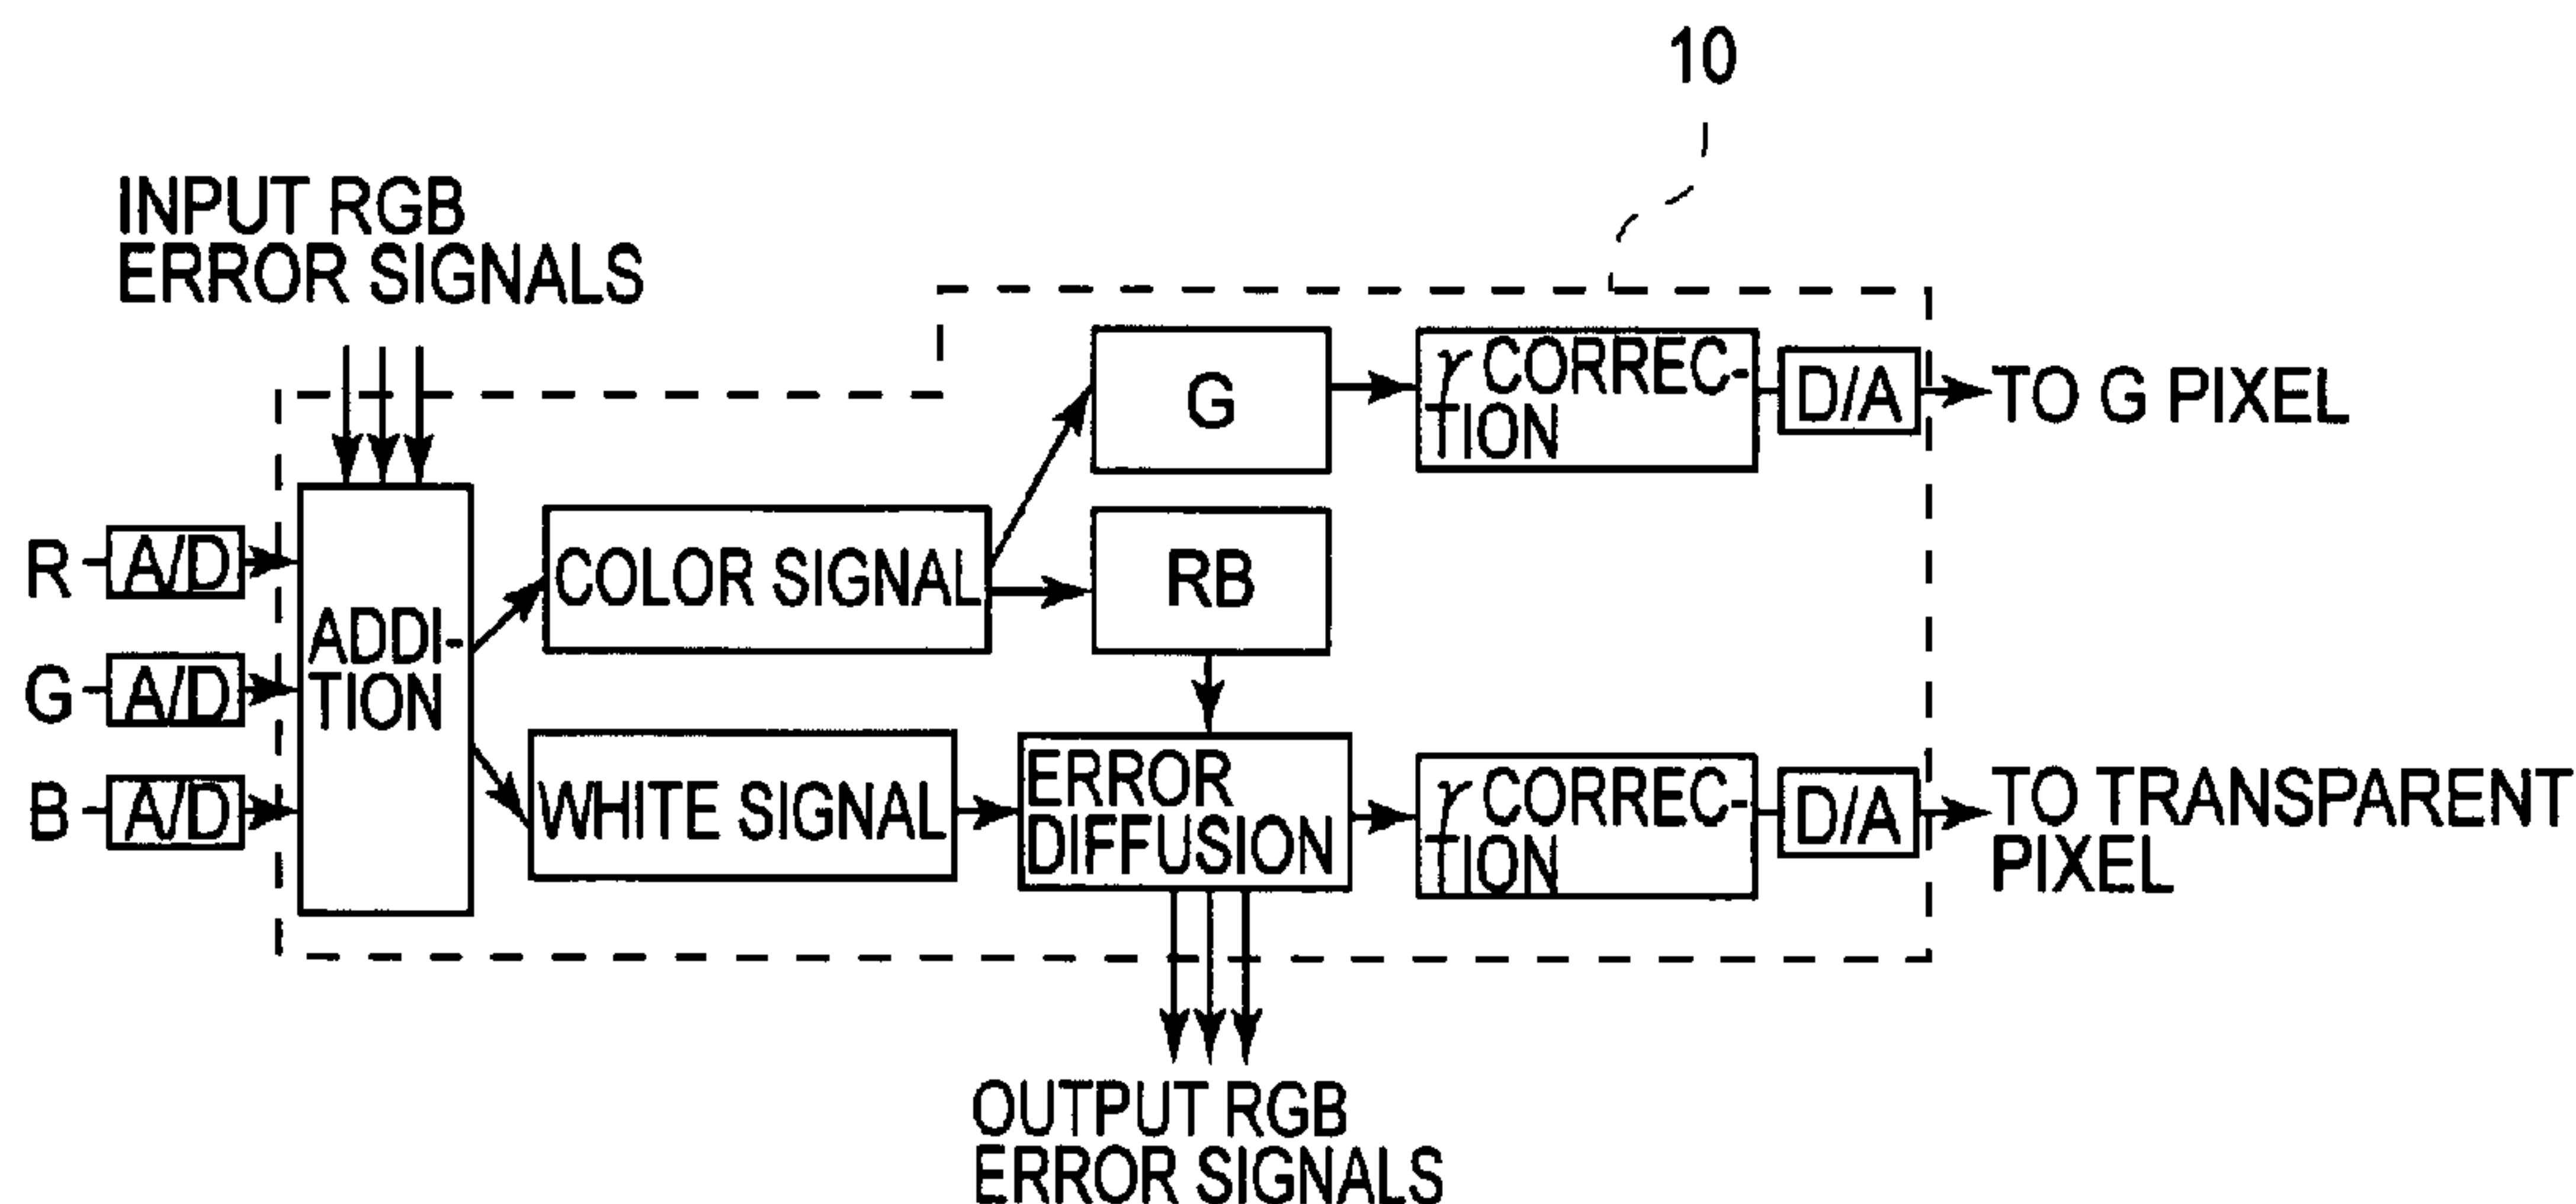 10
INPUT RGB
ERROR SIGNALS
G
γ CORREC-
TION
D/A
TO G PIXEL
R
A/D
COLOR SIGNAL
RB
ADDI-
TION
G
A/D
B
A/D
WHITE SIGNAL
ERROR
DIFFUSION
γ CORREC-
TION
D/A
TO TRANSPARENT
PIXEL
OUTPUT RGB
ERROR SIGNALS